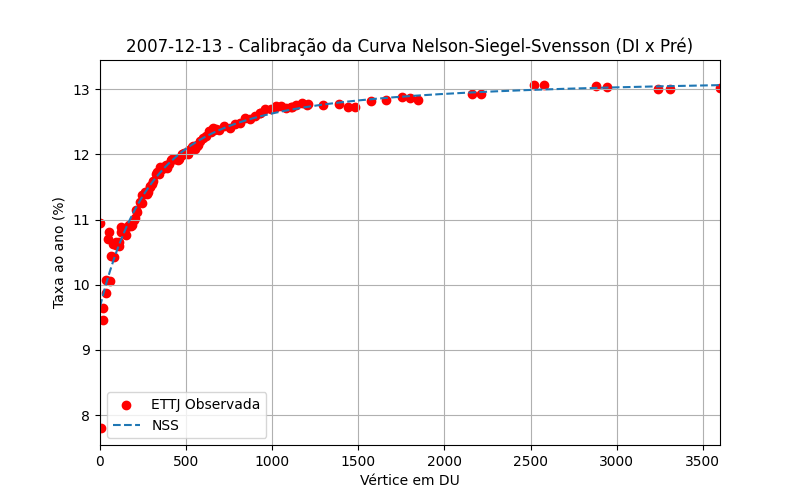 2007-12-13 - Calibração da Curva Nelson-Siegel-Svensson (DI x Pré)
Taxa ao ano (%)
13
12
11
10
9
8
ETTJ Observada
NSS
0 500 1000 1500 2000 2500 3000 3500
Vértice em DU